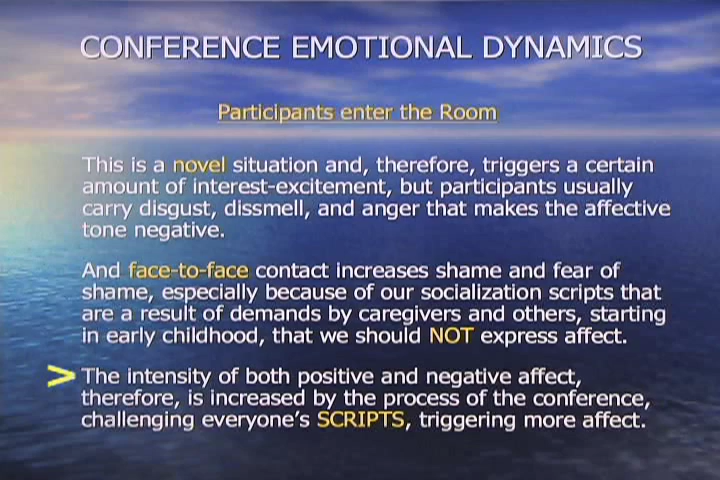 CONFERENCE EMOTIONAL DYNAMICS
Participants enter the Room
This is a novel situation and, therefore, triggers a certain
amount of interest-excitement, but participants usually
carry disgust, dissmell, and anger that makes the affective
tone negative.
And face-to-face contact increases shame and fear of
shame, especially because of our socialization scripts that
are a result of demands by caregivers and others, starting
in early childhood, that we should NOT express affect.
> The intensity of both positive and negative affect,
therefore, is increased by the process of the conference,
challenging everyone’s SCRIPTS, triggering more affect.